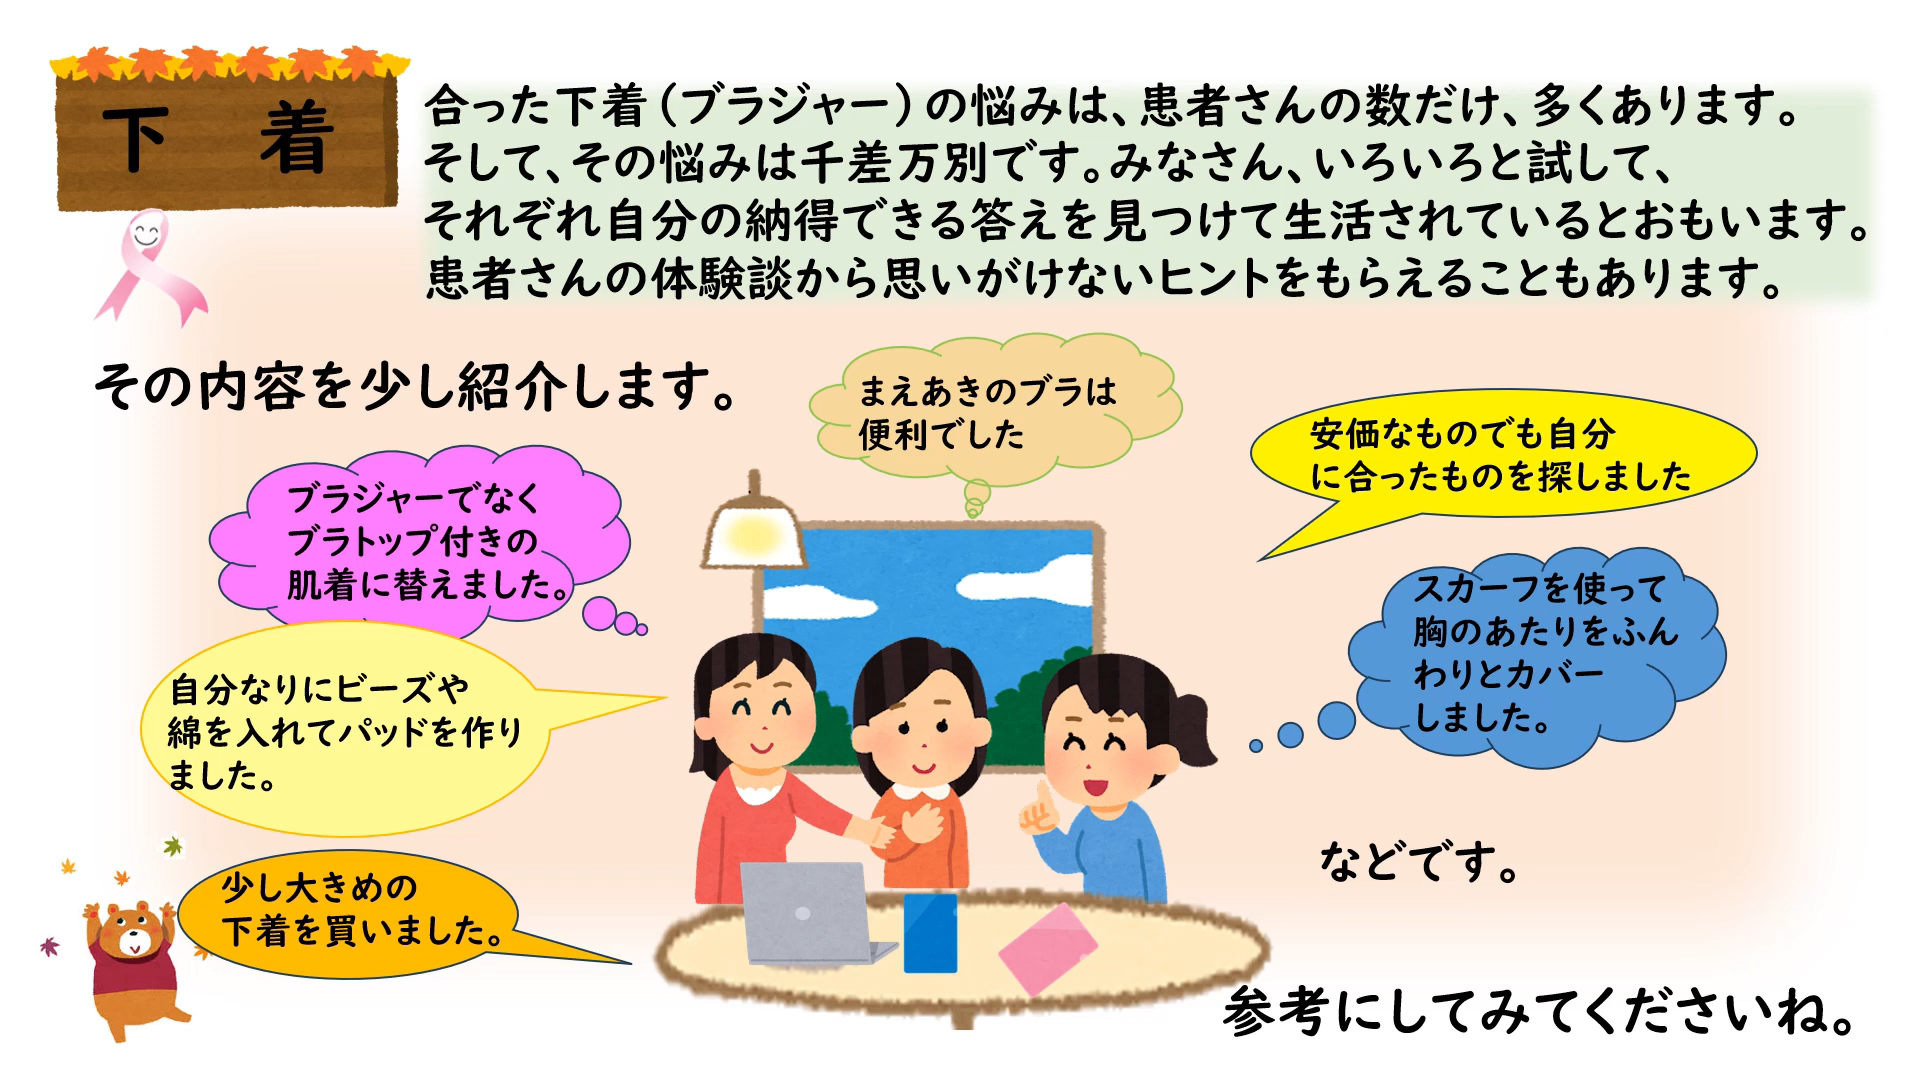 下 着
合った下着(ブラジャー)の悩みは、患者さんの数だけ、多くあります。
そして、その悩みは千差万別です。みなさん、いろいろと試して、
それぞれ自分の納得できる答えを見つけて生活されているとおもいます。
患者さんの体験談から思いがけないヒントをもらえることもあります。
その内容を少し紹介します。
まえあきのブラは
便利でした
安価なものでも自分
に合ったものを探しました
ブラジャーでなく
ブラトップ付きの
肌着に替えました。
スカーフを使って
胸のあたりをふん
わりとカバー
しました。
自分なりにビーズや
綿を入れてパッドを作り
ました。
少し大きめの
下着を買いました。
などです。
参考にしてみてくださいね。